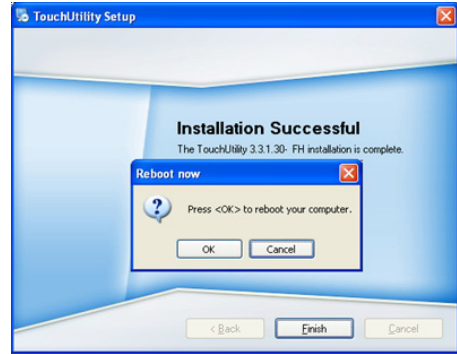 TouchUtility Setup
Installation Successful
The TouchUtility 3.3.1.30- FH installation is complete.
Reboot now
Press <OK> to reboot your computer.
OK Cancel
< Back Finish Cancel